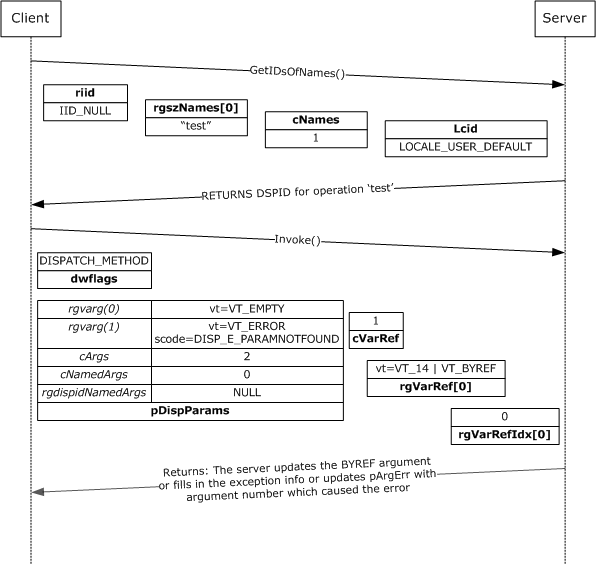 Client
Server
GetIDsOfNames()
riid
IID_NULL
rgszNames[0]
“test”
cNames
1
Lcid
LOCALE_USER_DEFAULT
RETURNS DSPID for operation ‘test’
Invoke()
DISPATCH_METHOD
dwflags
rgvarg(0) vt=VT_EMPTY
rgvarg(1) vt=VT_ERROR
scode=DISP_E_PARAMNOTFOUND
cArgs 2
cNamedArgs 0
rgdispidNamedArgs NULL
pDispParams
1
cVarRef
vt=VT_14 | VT_BYREF
rgVarRef[0]
0
rgVarRefIdx[0]
Returns: The server updates the BYREF argument
or fills in the exception info or updates pArgErr with
argument number which caused the error